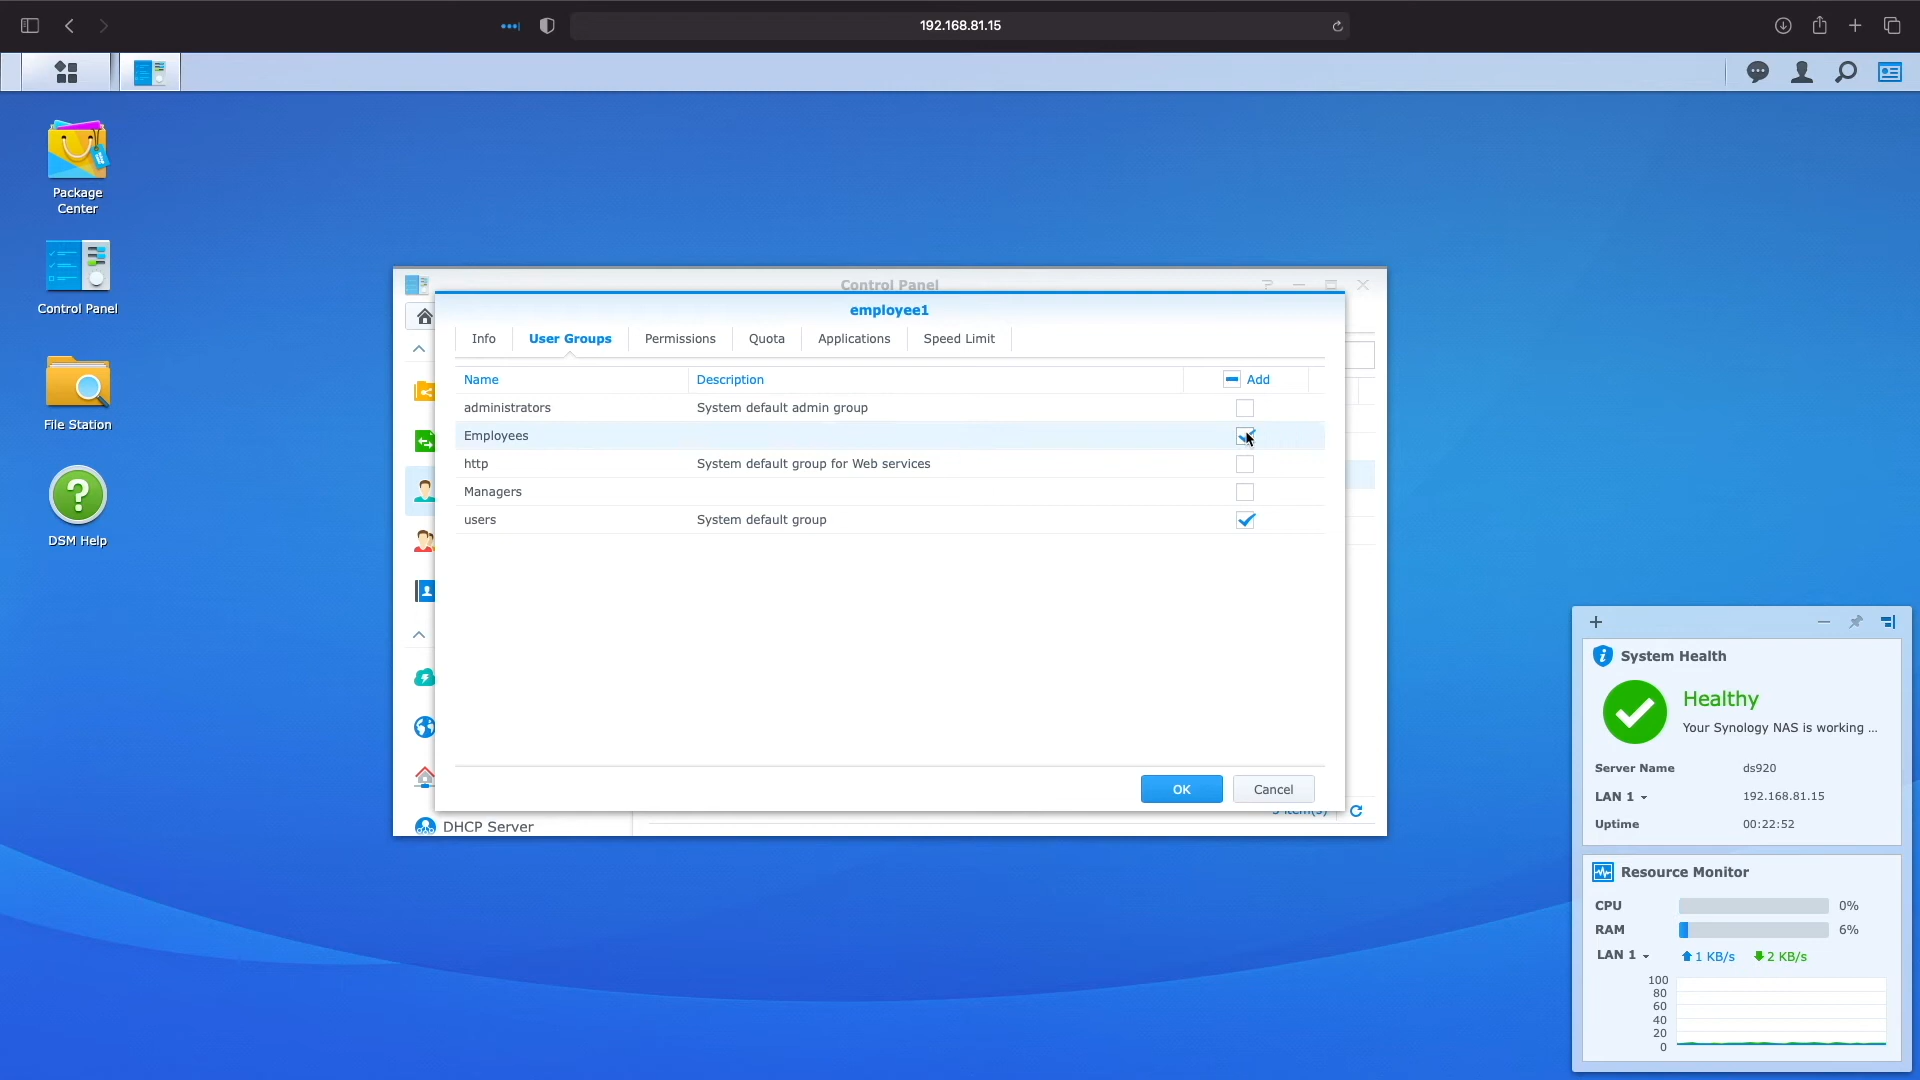 192.168.81.15
Package
Center
Control Panel
File Station
DSM Help
Control Panel
employee1
Info
User Groups
Permissions
Quota
Applications
Speed Limit
Name
Description
Add
administrators
System default admin group
Employees
http
System default group for Web services
Managers
users
System default group
OK
Cancel
DHCP Server
System Health
Healthy
Your Synology NAS is working ...
Server Name
ds920
LAN 1
192.168.81.15
Uptime
00:22:52
Resource Monitor
CPU
0%
RAM
6%
LAN 1
1 KB/s
2 KB/s
100
80
60
40
20
0